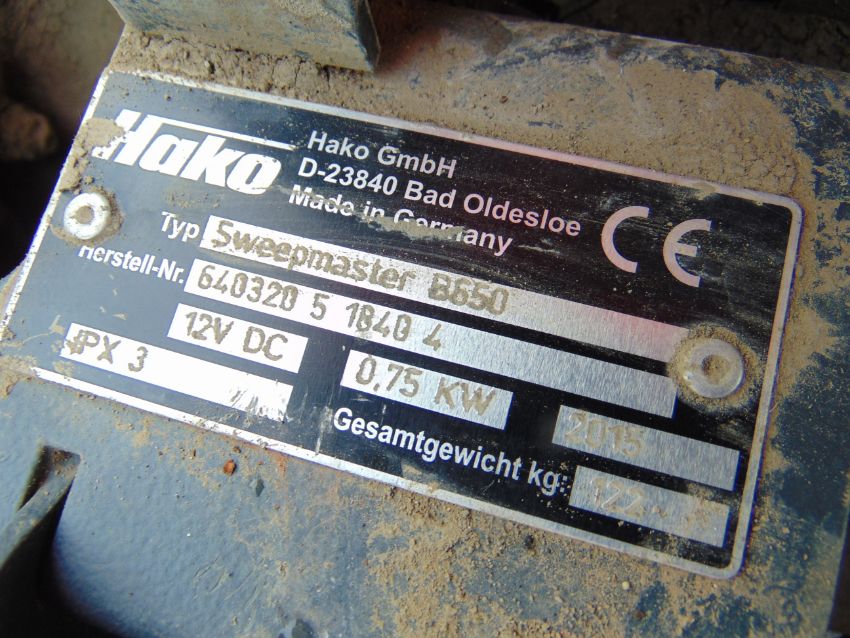 Hako
Hako GmbH
D-23840 Bad Oldesloe
Made in Germany
CE
Typ Sweepmaster B650
Herstell-Nr. 640320 5 1840 4
12V DC 0,75 KW 2015
IPX 3
Gesamtgewicht kg: 122